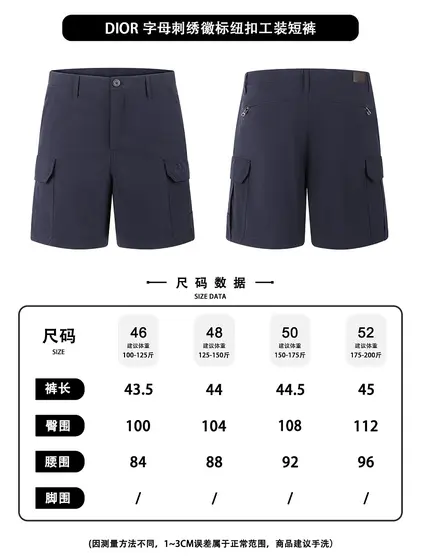 DIOR 字母刺绣徽标纽扣工装短裤
尺码数据
SIZE DATA
尺码 46 48 50 52
SIZE 建议体重 建议体重 建议体重 建议体重
100-125斤 125-150斤 150-175斤 175-200斤
裤长 43.5 44 44.5 45
臀围 100 104 108 112
腰围 84 88 92 96
脚围 / / / /
(因测量方法不同，1~3CM误差属于正常范围，商品建议手洗)